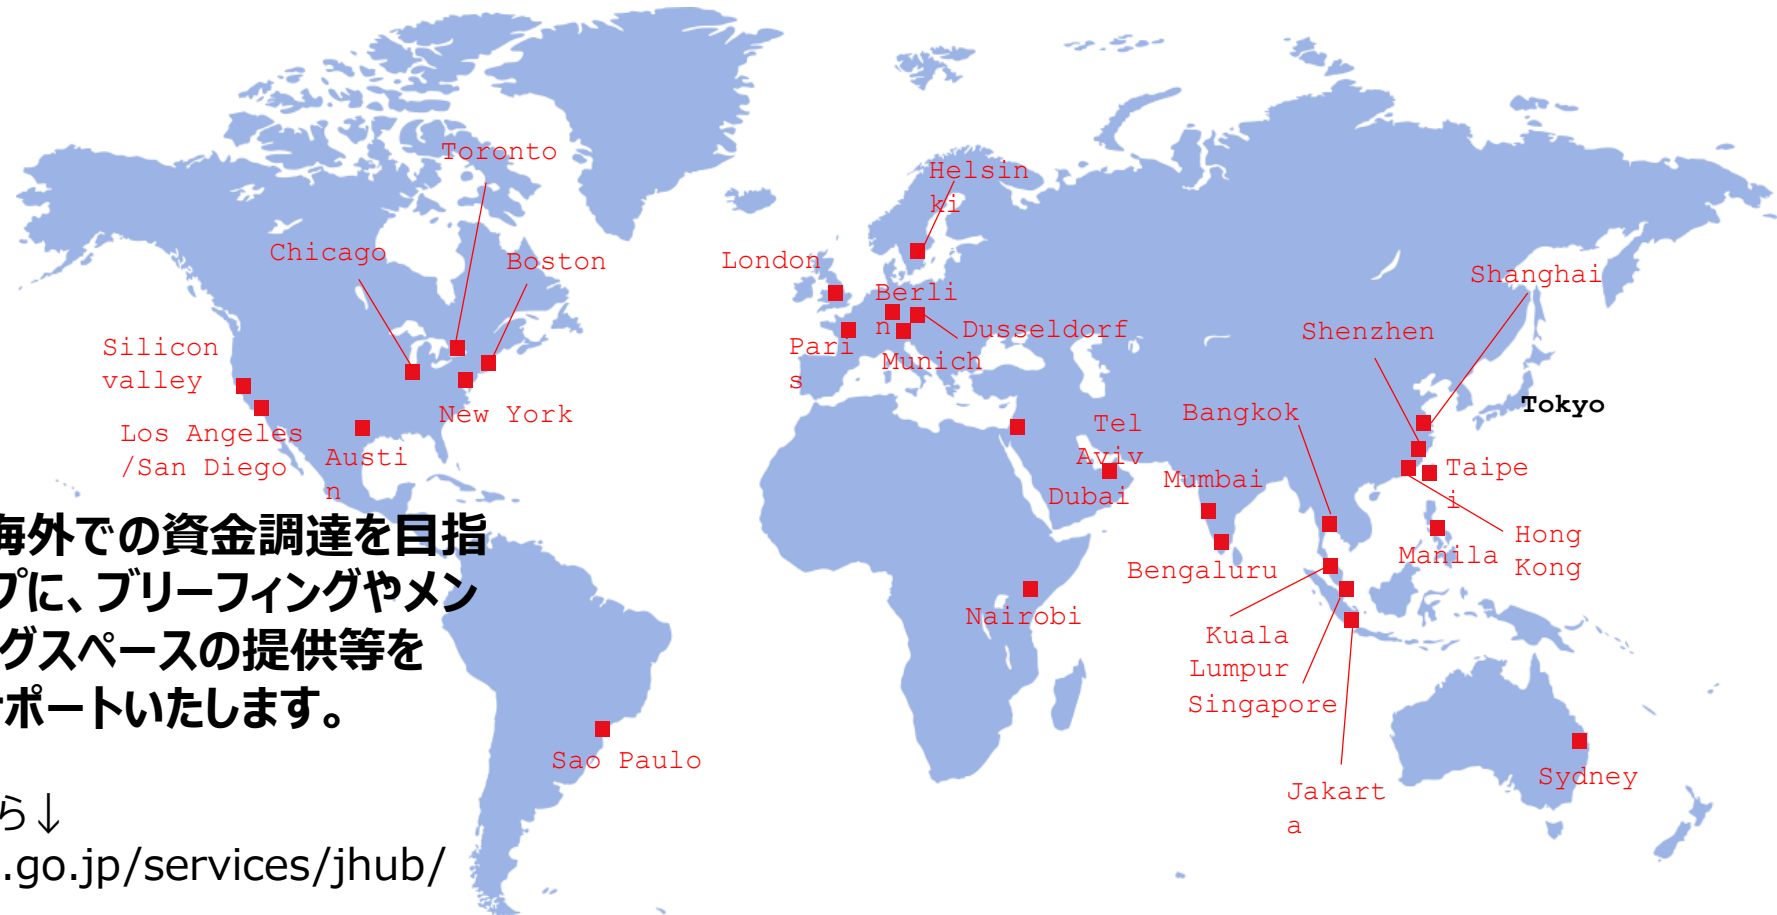 Toronto
Helsin
ki
Chicago
Boston
London
Shanghai
Berli
n
Dusseldorf
Shenzhen
Silicon
valley
Pari
s
Munich
Tokyo
New York
Bangkok
Tel
Aviv
Los Angeles
/San Diego
Austi
n
Taipe
i
Mumbai
Dubai
海外での資金調達を目指
プに、ブリーフィングやメン
グスペースの提供等を
サポートいたします。
Hong
Kong
Manila
Bengaluru
Nairobi
Kuala
Lumpur
Singapore
Sao Paulo
Sydney
Jakart
a
ら↓
.go.jp/services/jhub/